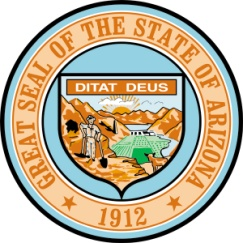 GREAT SEAL OF THE STATE OF ARIZONA
DITAT DEUS
1912